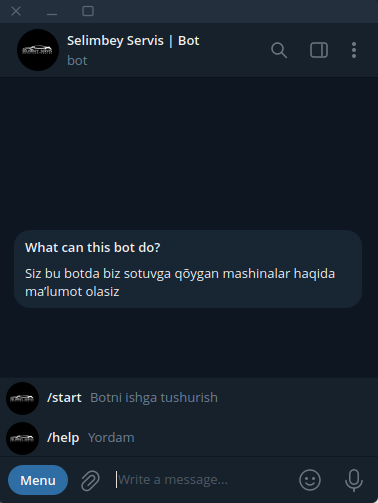 Selimbey Servis | Bot
bot
What can this bot do?
Siz bu botda biz sotuvga qõygan mashinalar haqida
ma'lumot olasiz
/start Botni ishga tushurish
/help Yordam
Menu
Write a message...